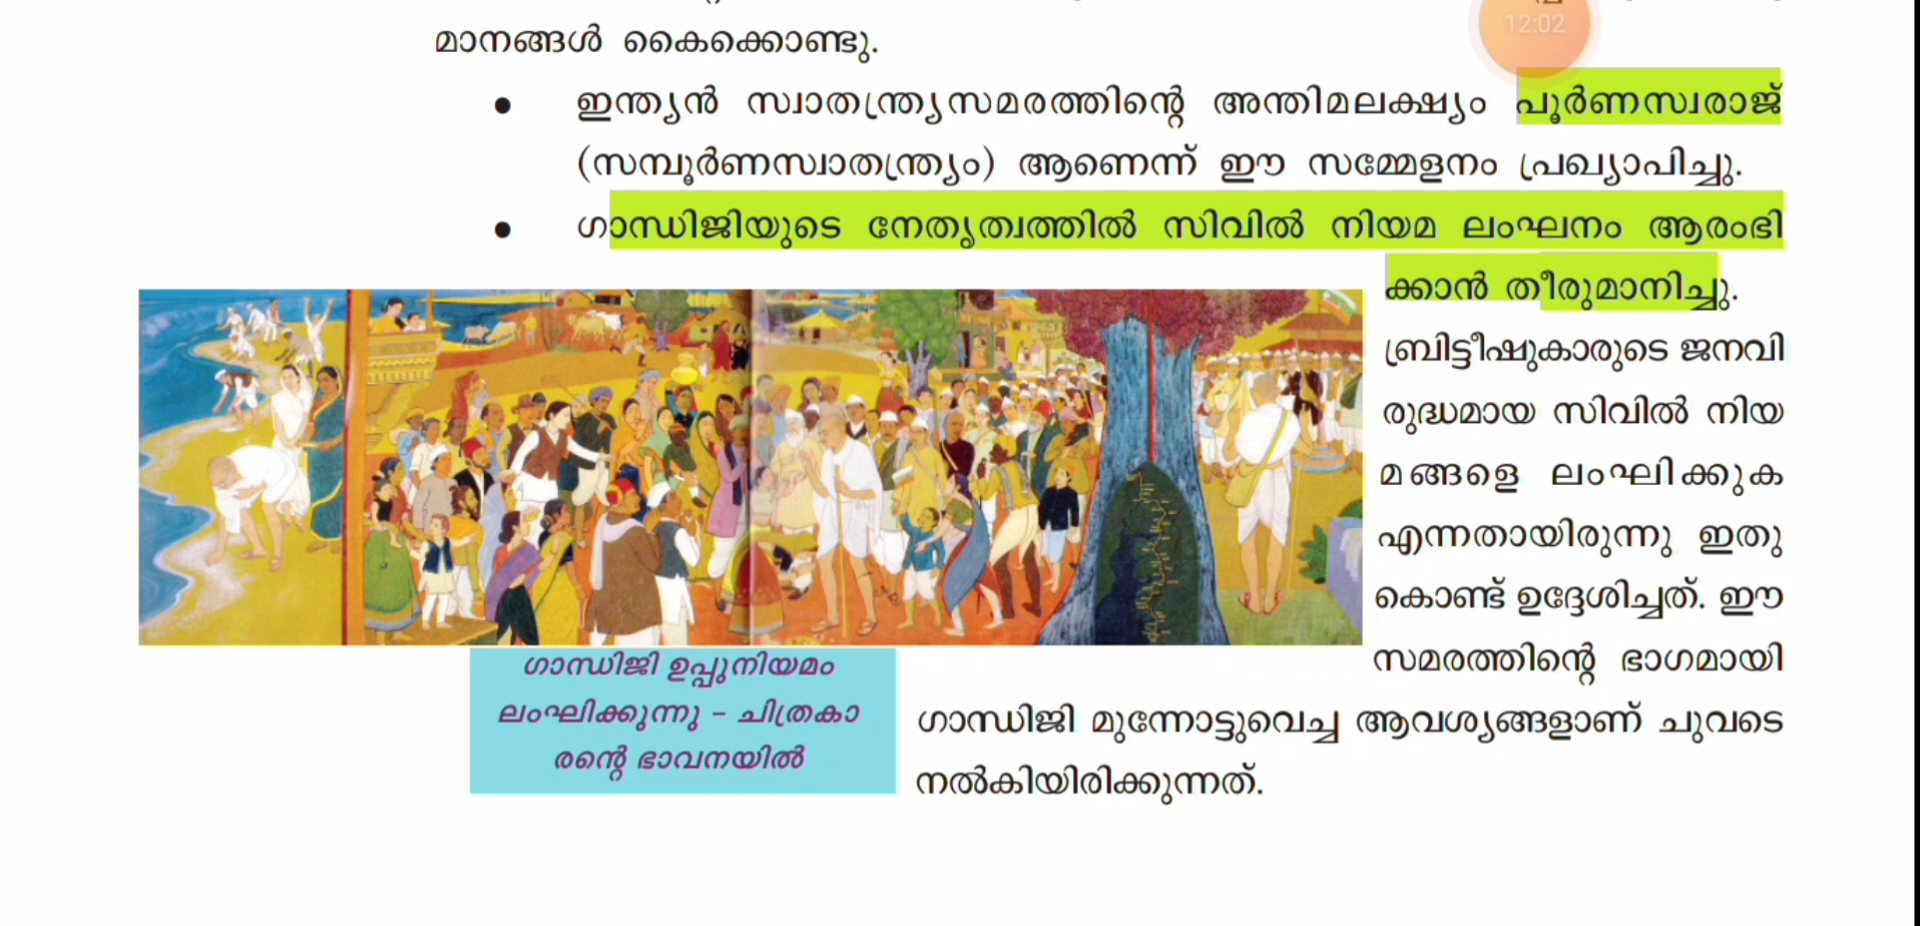 മാനങ്ങൾ കൈക്കൊണ്ടു.
12:02
• ഇന്ത്യൻ സ്വാതന്ത്ര്യസമരത്തിന്റെ അന്തിമലക്ഷ്യം പൂർണസ്വരാജ്
(സമ്പൂർണസ്വാതന്ത്ര്യം) ആണെന്ന് ഈ സമ്മേളനം പ്രഖ്യാപിച്ചു.
• ഗാന്ധിജിയുടെ നേതൃത്വത്തിൽ സിവിൽ നിയമ ലംഘനം ആരംഭി
ക്കാൻ തീരുമാനിച്ചു.
ബ്രിട്ടീഷുകാരുടെ ജനവി
രുദ്ധമായ സിവിൽ നിയ
മങ്ങളെ ലംഘിക്കുക
എന്നതായിരുന്നു ഇതു
കൊണ്ട് ഉദ്ദേശിച്ചത്. ഈ
സമരത്തിന്റെ ഭാഗമായി
ഗാന്ധിജി മുന്നോട്ടുവെച്ച ആവശ്യങ്ങളാണ് ചുവടെ
നൽകിയിരിക്കുന്നത്.
ഗാന്ധിജി ഉപ്പുനിയമം
ലംഘിക്കുന്നു - ചിത്രകാ
രന്റെ ഭാവനയിൽ